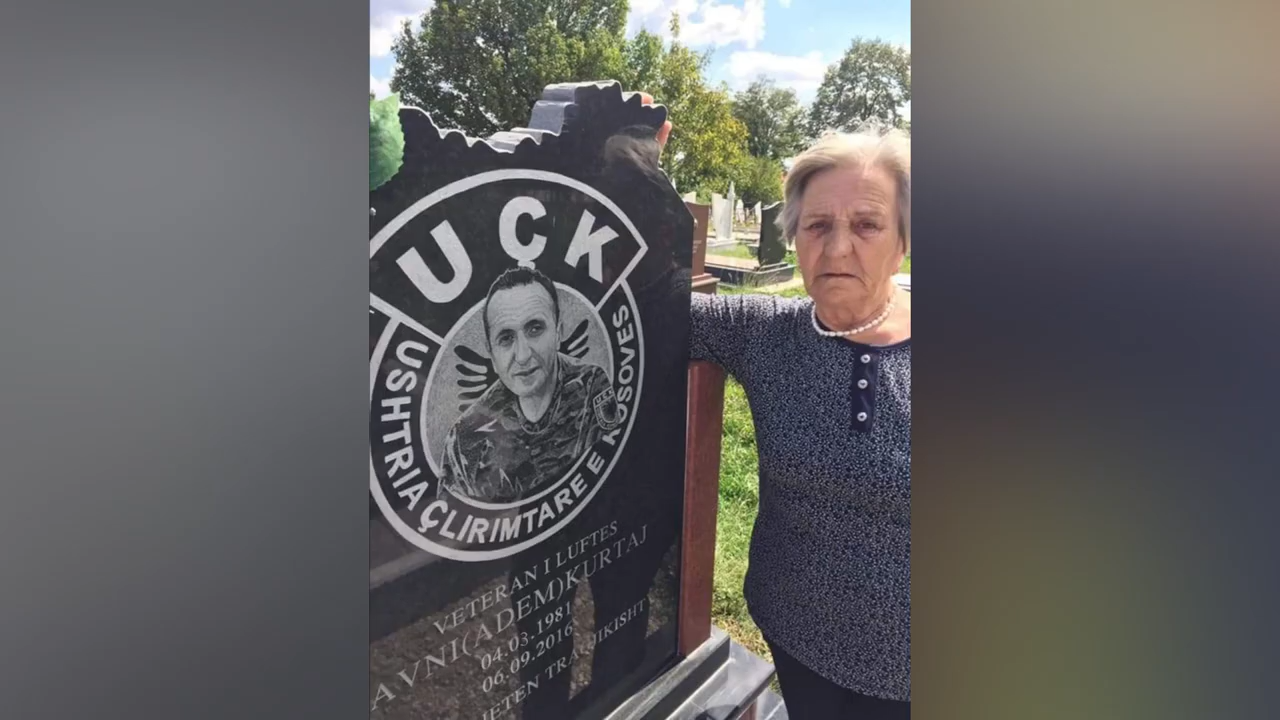 UÇK
USHTRIA ÇLIRIMTARE E KOSOVES
VETERAN I LUFTES
AVNI(ADEM)KURTAJ
04.03.1981
06.09.2016